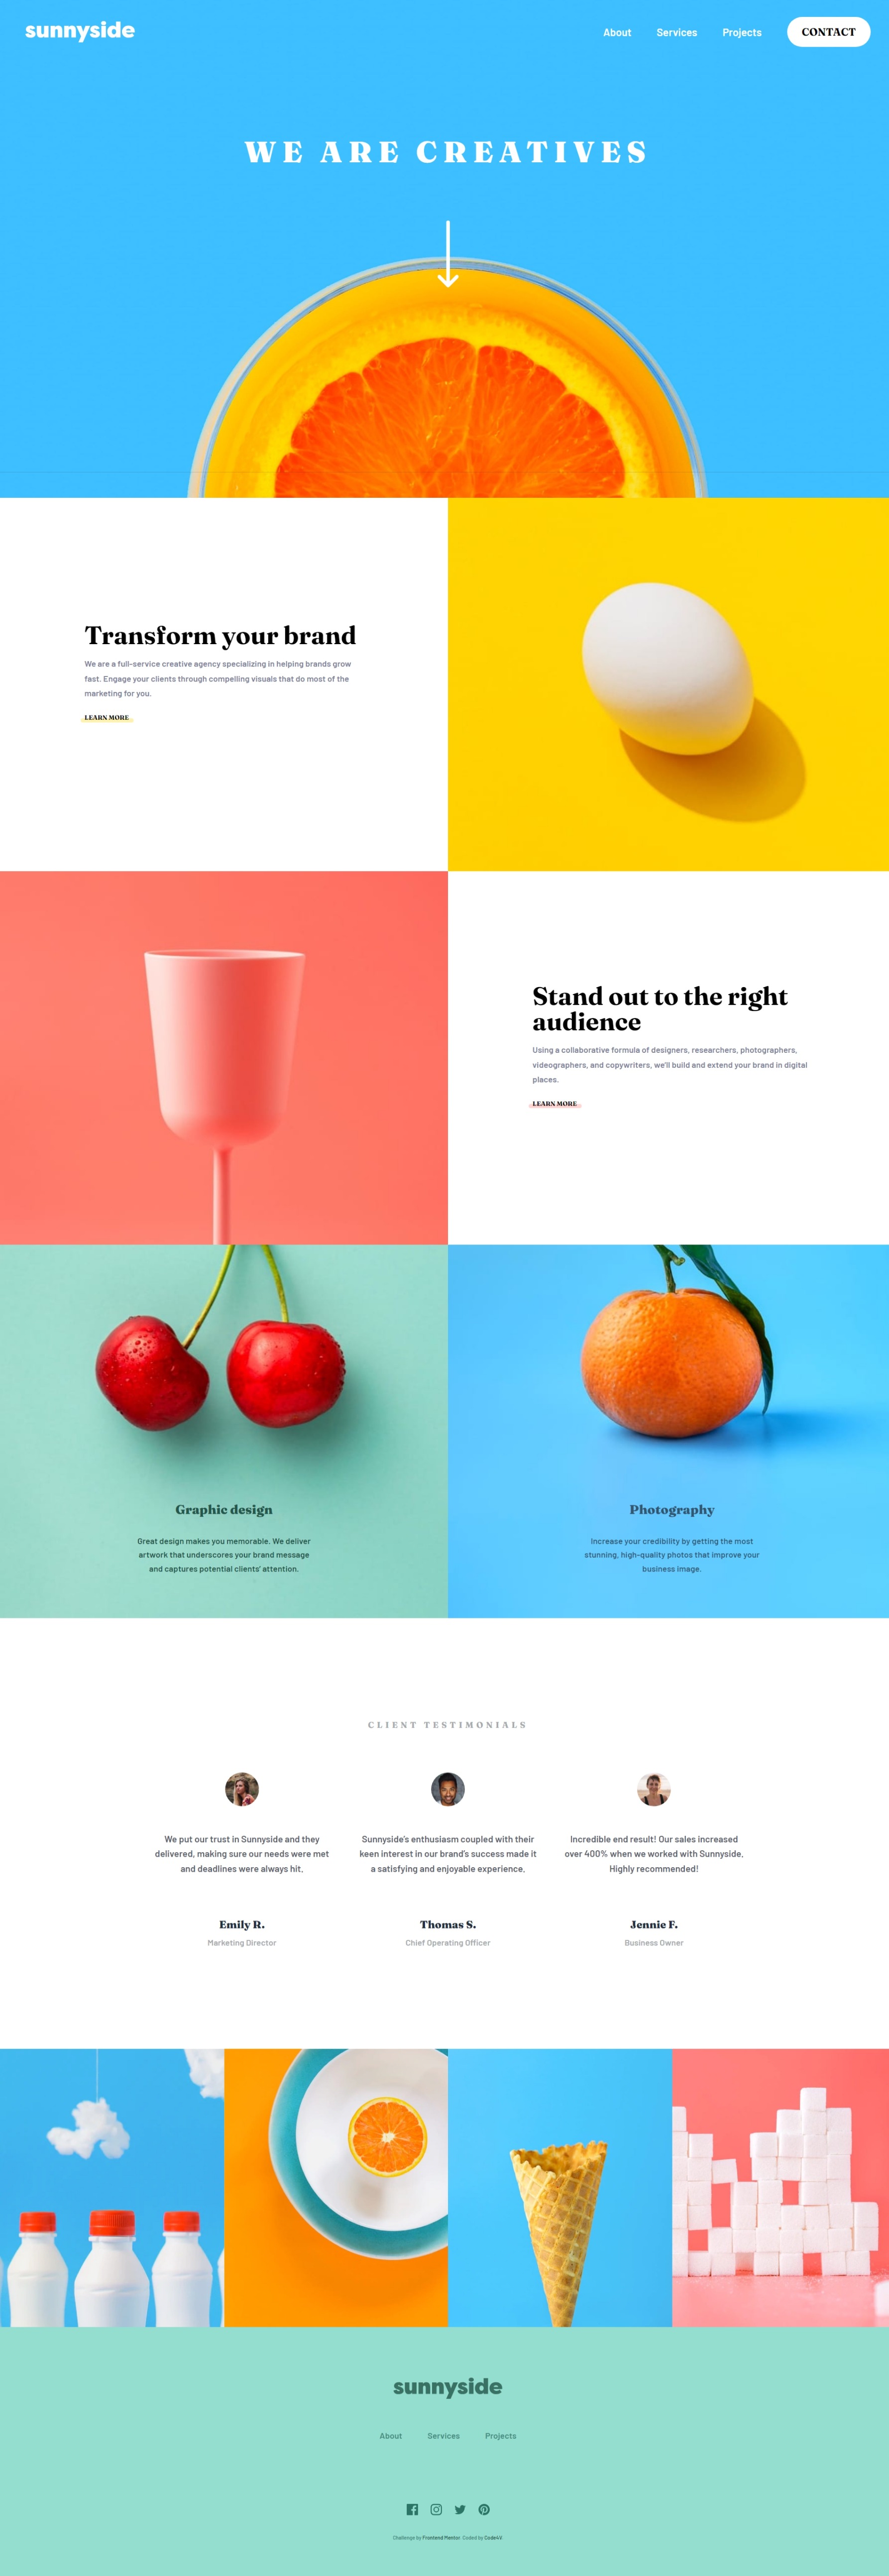 sunnyside
About Services Projects CONTACT
WE ARE CREATIVES
Transform your brand
We are a full-service creative agency specializing in helping brands grow
fast. Engage your clients through compelling visuals that do most of the
marketing for you.
LEARN MORE
Stand out to the right
audience
Using a collaborative formula of designers, researchers, photographers,
videographers, and copywriters, we'll build and extend your brand in digital
places.
LEARN MORE
Graphic design
Great design makes you memorable. We deliver
artwork that underscores your brand message
and captures potential clients' attention.
Photography
Increase your credibility by getting the most
stunning, high-quality photos that improve your
business image.
CLIENT TESTIMONIALS
We put our trust in Sunnyside and they
delivered, making sure our needs were met
and deadlines were always hit.
Emily R.
Marketing Director
Sunnyside's enthusiasm coupled with their
keen interest in our brand's success made it
a satisfying and enjoyable experience.
Thomas S.
Chief Operating Officer
Incredible end result! Our sales increased
over 400% when we worked with Sunnyside.
Highly recommended!
Jennie F.
Business Owner
sunnyside
About Services Projects
Challenge by Frontend Mentor. Coded by Code4V.